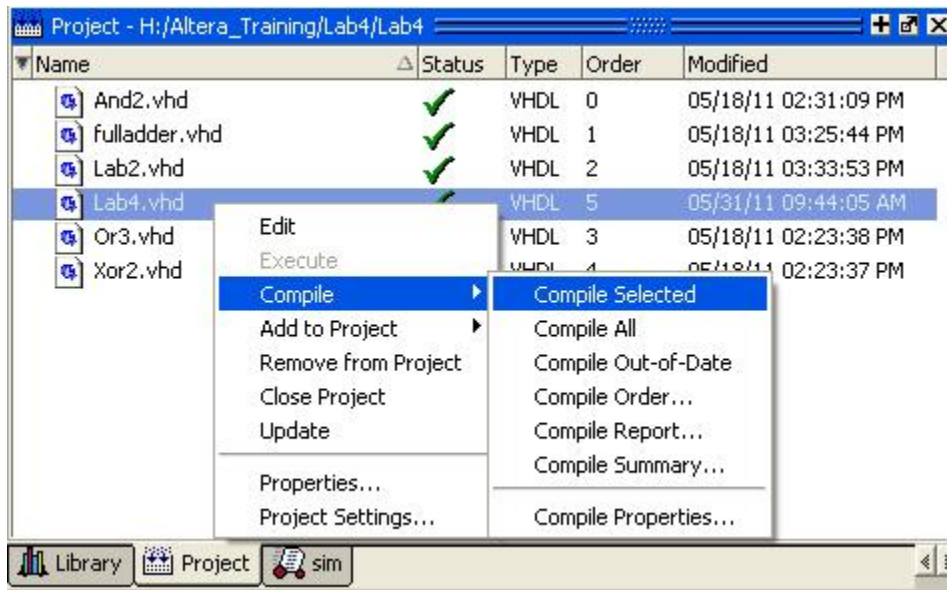 Project - H:/Altera_Training/Lab4/Lab4
Name Status Type Order Modified
And2.vhd VHDL 0 05/18/11 02:31:09 PM
fulladder.vhd VHDL 1 05/18/11 03:25:44 PM
Lab2.vhd VHDL 2 05/18/11 03:33:53 PM
Lab4.vhd VHDL 5 05/31/11 09:44:05 AM
Or3.vhd VHDL 3 05/18/11 02:23:38 PM
Xor2.vhd VHDL 4 05/18/11 02:23:37 PM
Edit
Execute
Compile
Add to Project
Remove from Project
Close Project
Update
Properties...
Project Settings...
Compile Selected
Compile All
Compile Out-of-Date
Compile Order...
Compile Report...
Compile Summary...
Compile Properties...
Library Project sim